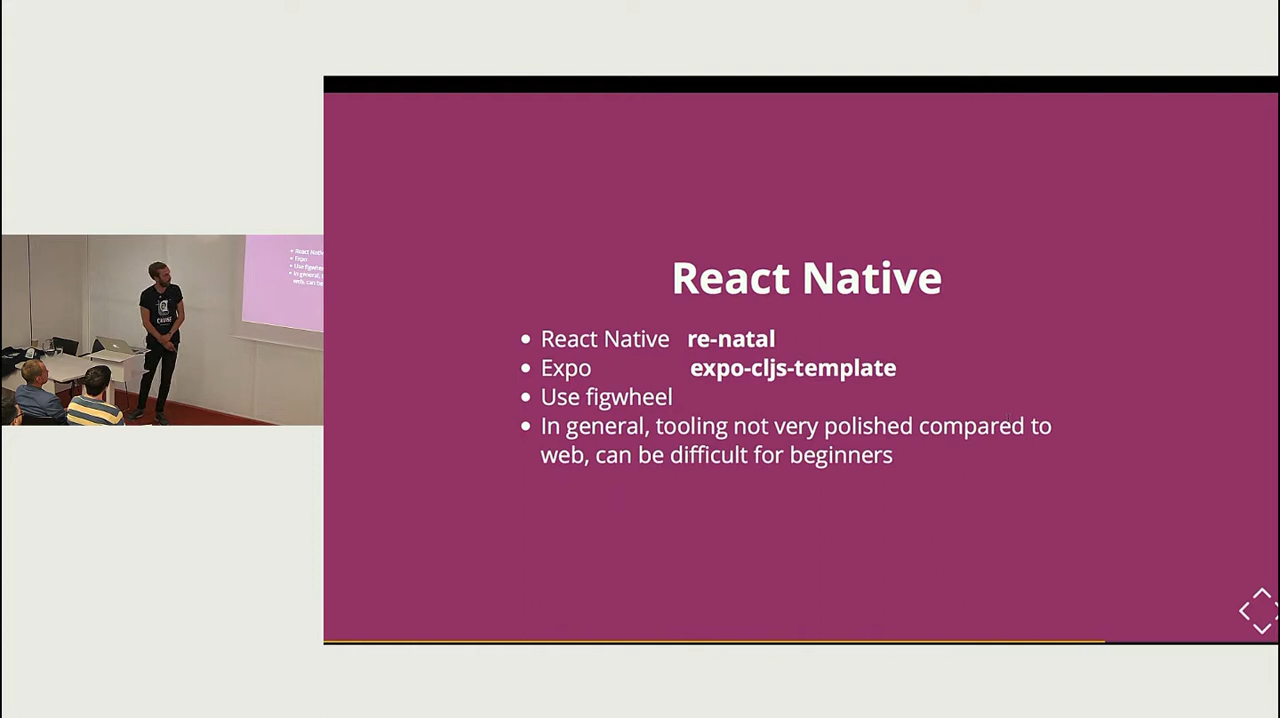 React Native
React Native re-natal
Expo expo-cljs-template
Use figwheel
In general, tooling not very polished compared to
web, can be difficult for beginners